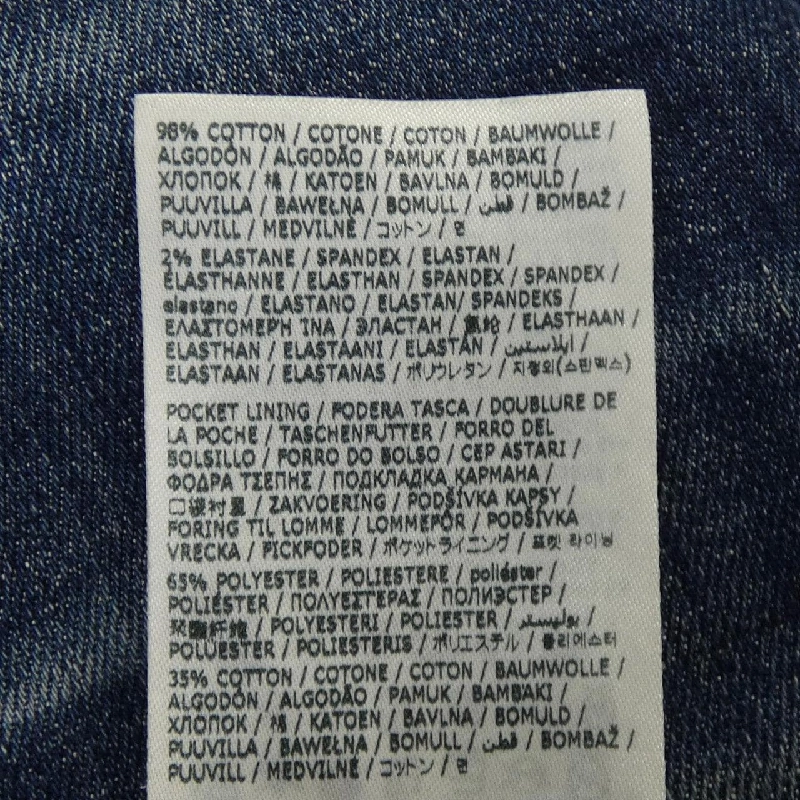 98% COTTON / COTONE / COTON / BAUMWOLLE /
ALGODÓN / ALGODÃO / PAMUK / BAMBAKI /
ХЛОПОК / 棉 / KATOEN / BAVLNA / BOMULD /
PUUVILLA / BAWEŁNA / BOMULL / قطن / BOMBAŽ /
PUUVILL / MEDVILNĖ / コットン / 면
2% ELASTANE / SPANDEX / ELASTAN /
ÉLASTHANNE / ELASTHAN / SPANDEX / SPANDEX /
elastano / ELASTANO / ELASTAN/ SPANDEKS /
ΕΛΑΣΤΟΜΕΡΗ ΊΝΑ / ЭЛАСТАН / 氨纶 / ELASTHAAN /
ELASTHAN / ELASTAANI / ELASTAN / ايلاستين /
ELASTAAN / ELASTANAS / ポリウレタン / 지정외(스판덱스)
POCKET LINING / FODERA TASCA / DOUBLURE DE
LA POCHE / TASCHENFUTTER / FORRO DEL
BOLSILLO / FORRO DO BOLSO / CEP ASTARI /
ΦΟΔΡΑ ΤΣΕΠΗΣ / ПОДКЛАДКА КАРМАНА /
口袋衬里 / ZAKVOERING / PODŠÍVKA KAPSY /
FORING TIL LOMME / LOMMEFÔR / PODŠÍVKA
VRECKA / FICKFODER / ポケットライニング / 포켓 라이닝
65% POLYESTER / POLIESTERE / poliéster /
POLIÉSTER / ΠΟΛΥΕΣΤΕΡΑΣ / ПОЛИЭСТЕР /
聚酯纤维 / POLYESTERI / POLIESTER / بوليستر /
POLÜESTER / POLIESTERIS / ポリエステル / 폴리에스터
35% COTTON / COTONE / COTON / BAUMWOLLE /
ALGODÓN / ALGODÃO / PAMUK / BAMBAKI /
ХЛОПОК / 棉 / KATOEN / BAVLNA / BOMULD /
PUUVILLA / BAWEŁNA / BOMULL / قطن / BOMBAŽ /
PUUVILL / MEDVILNĖ / コットン / 면